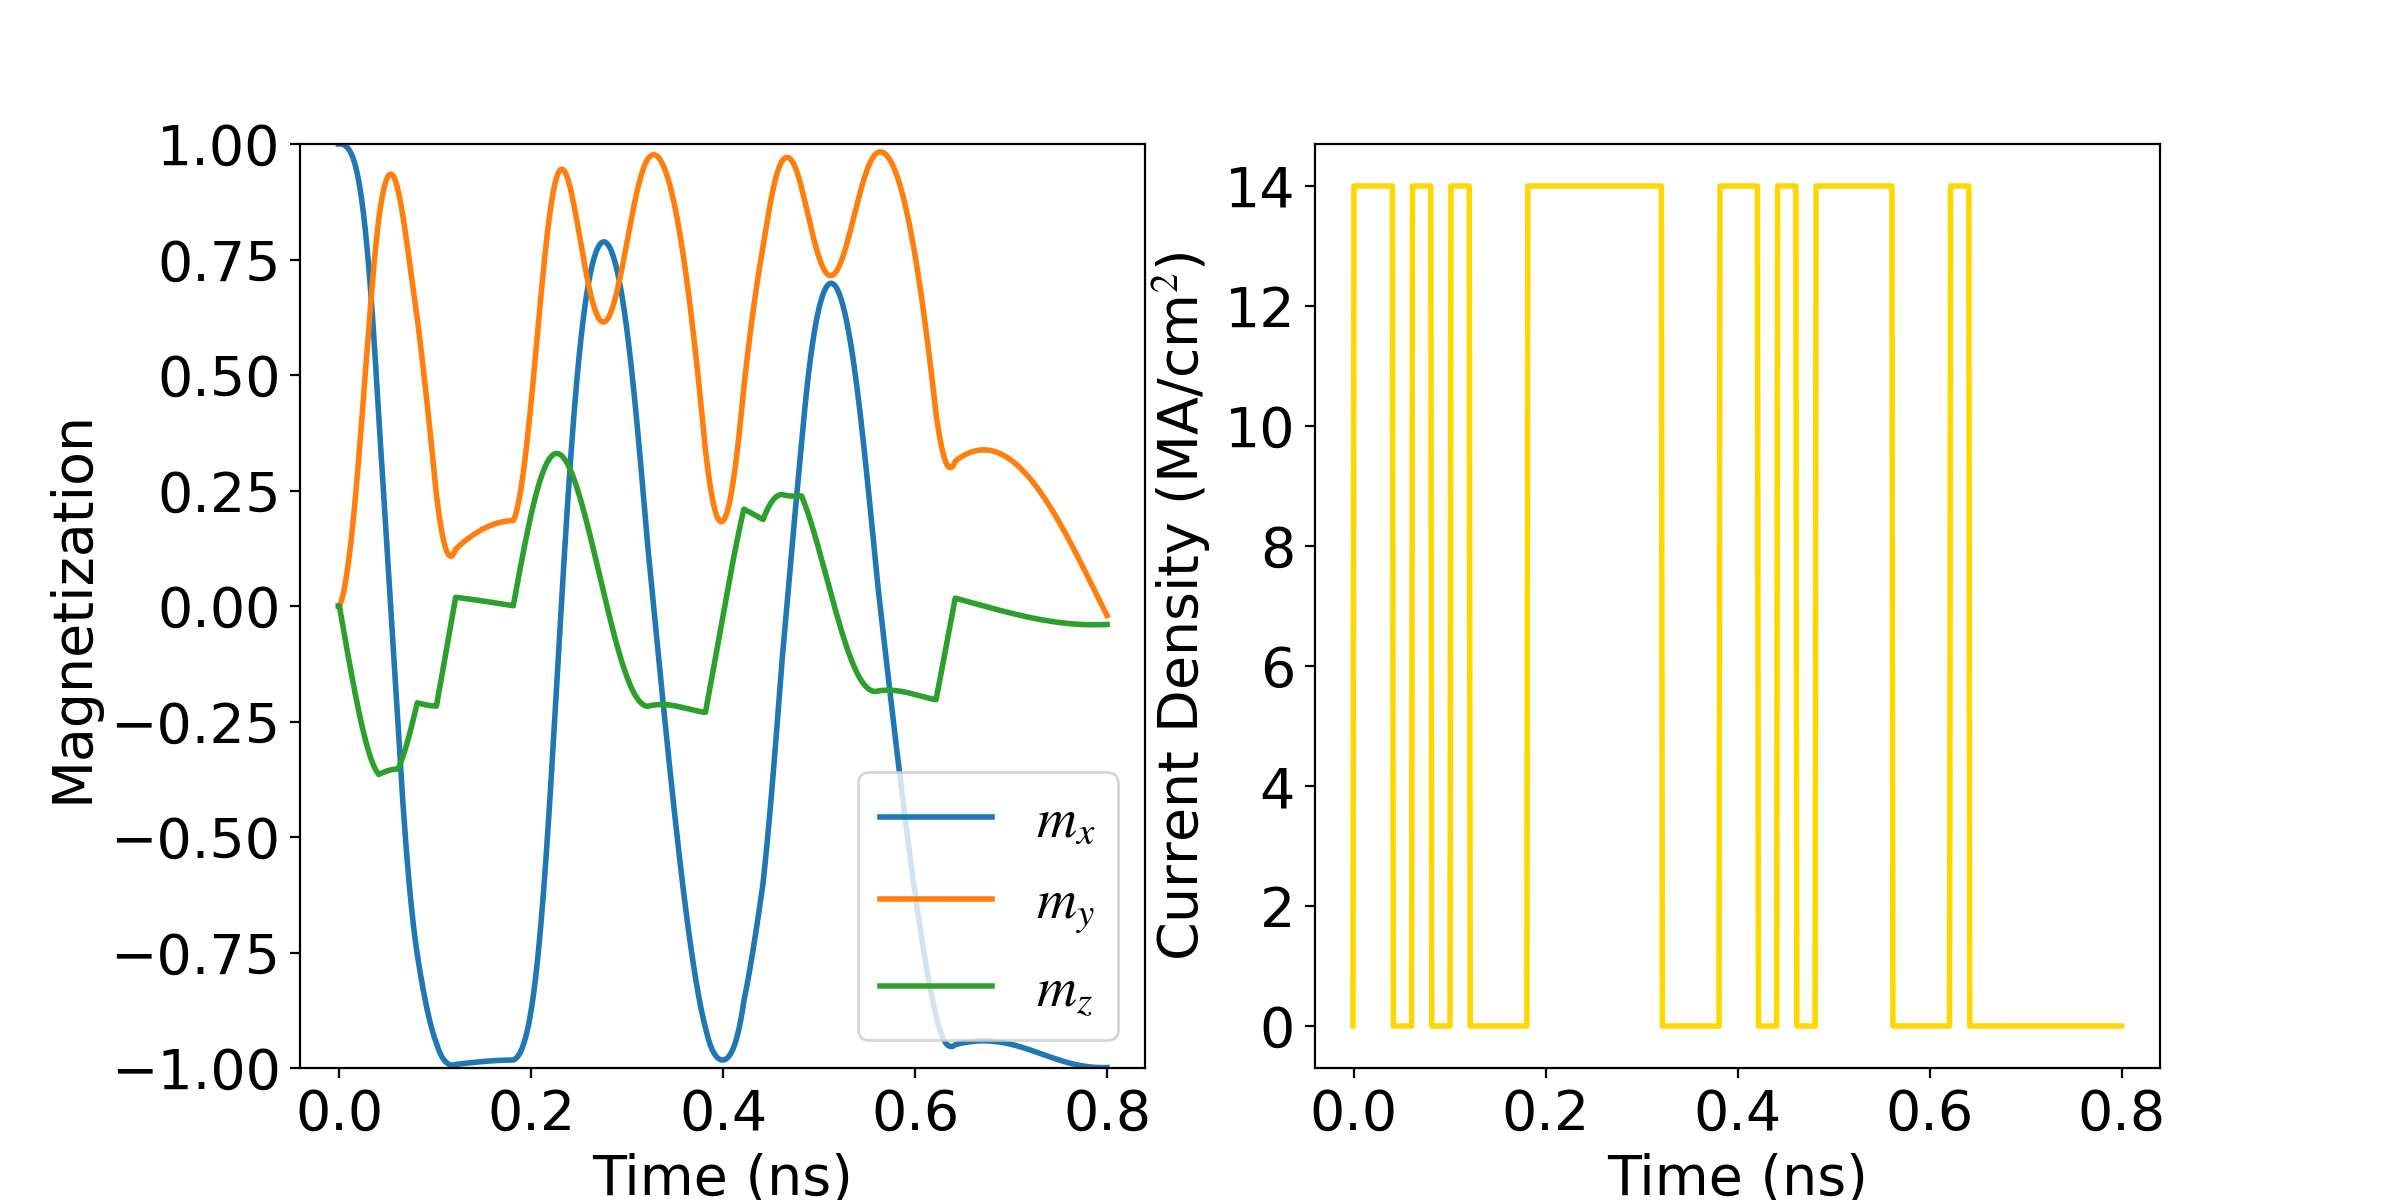 Magnetization
1.00
0.75
0.50
0.25
0.00
−0.25
−0.50
−0.75
−1.00
0.0 0.2 0.4 0.6 0.8
Time (ns)
m_x
m_y
m_z
Current Density (MA/cm²)
14
12
10
8
6
4
2
0
0.0 0.2 0.4 0.6 0.8
Time (ns)